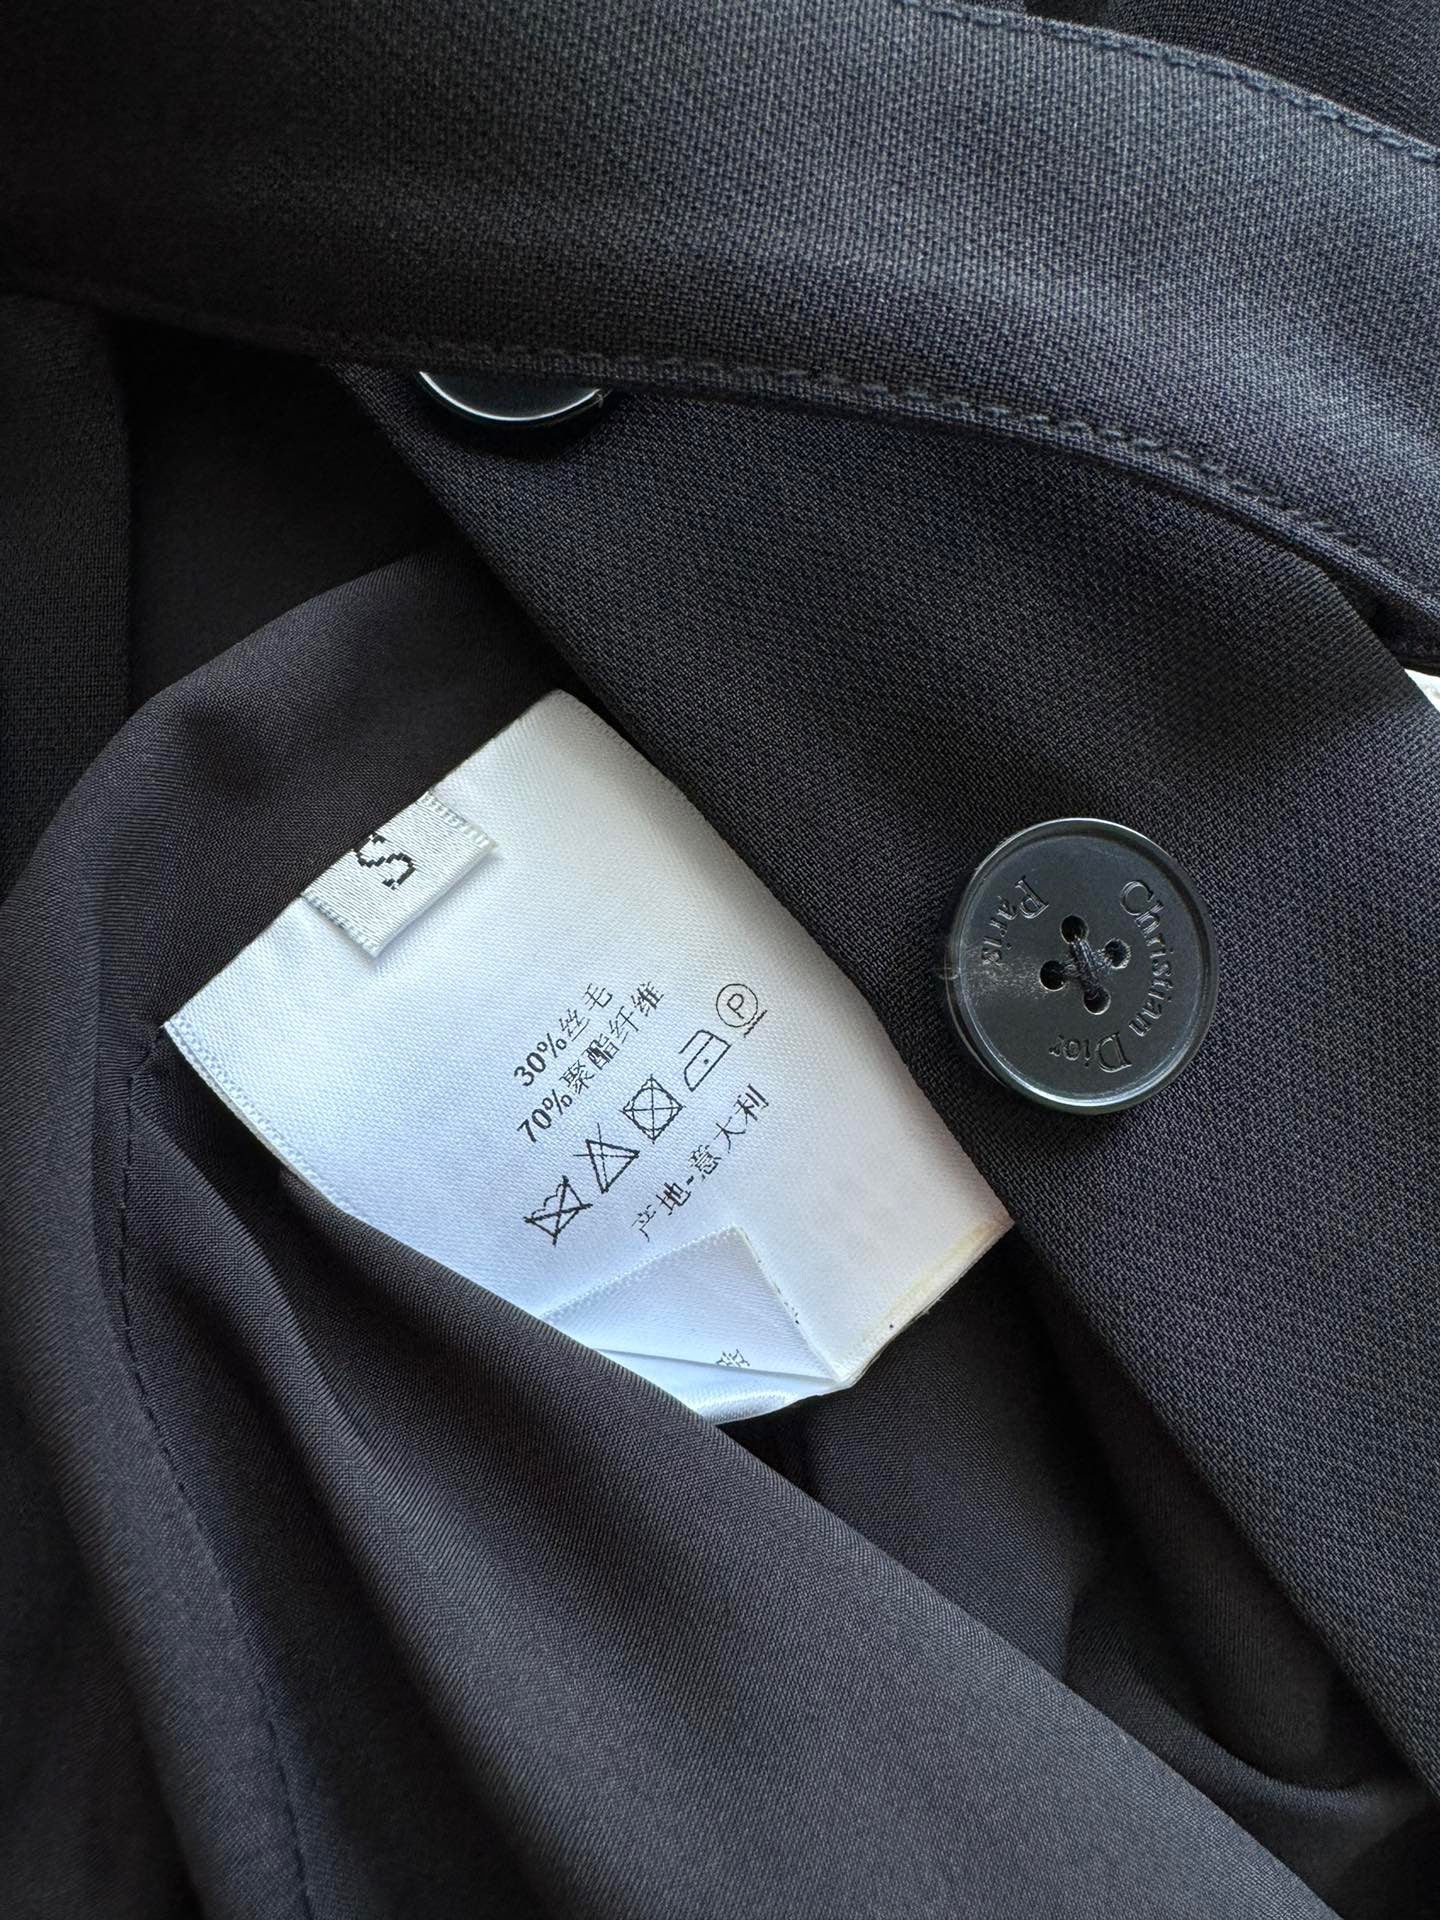 S
30%丝毛
70%聚酯纤维
P
产地-意大利
Christian Dior
Paris